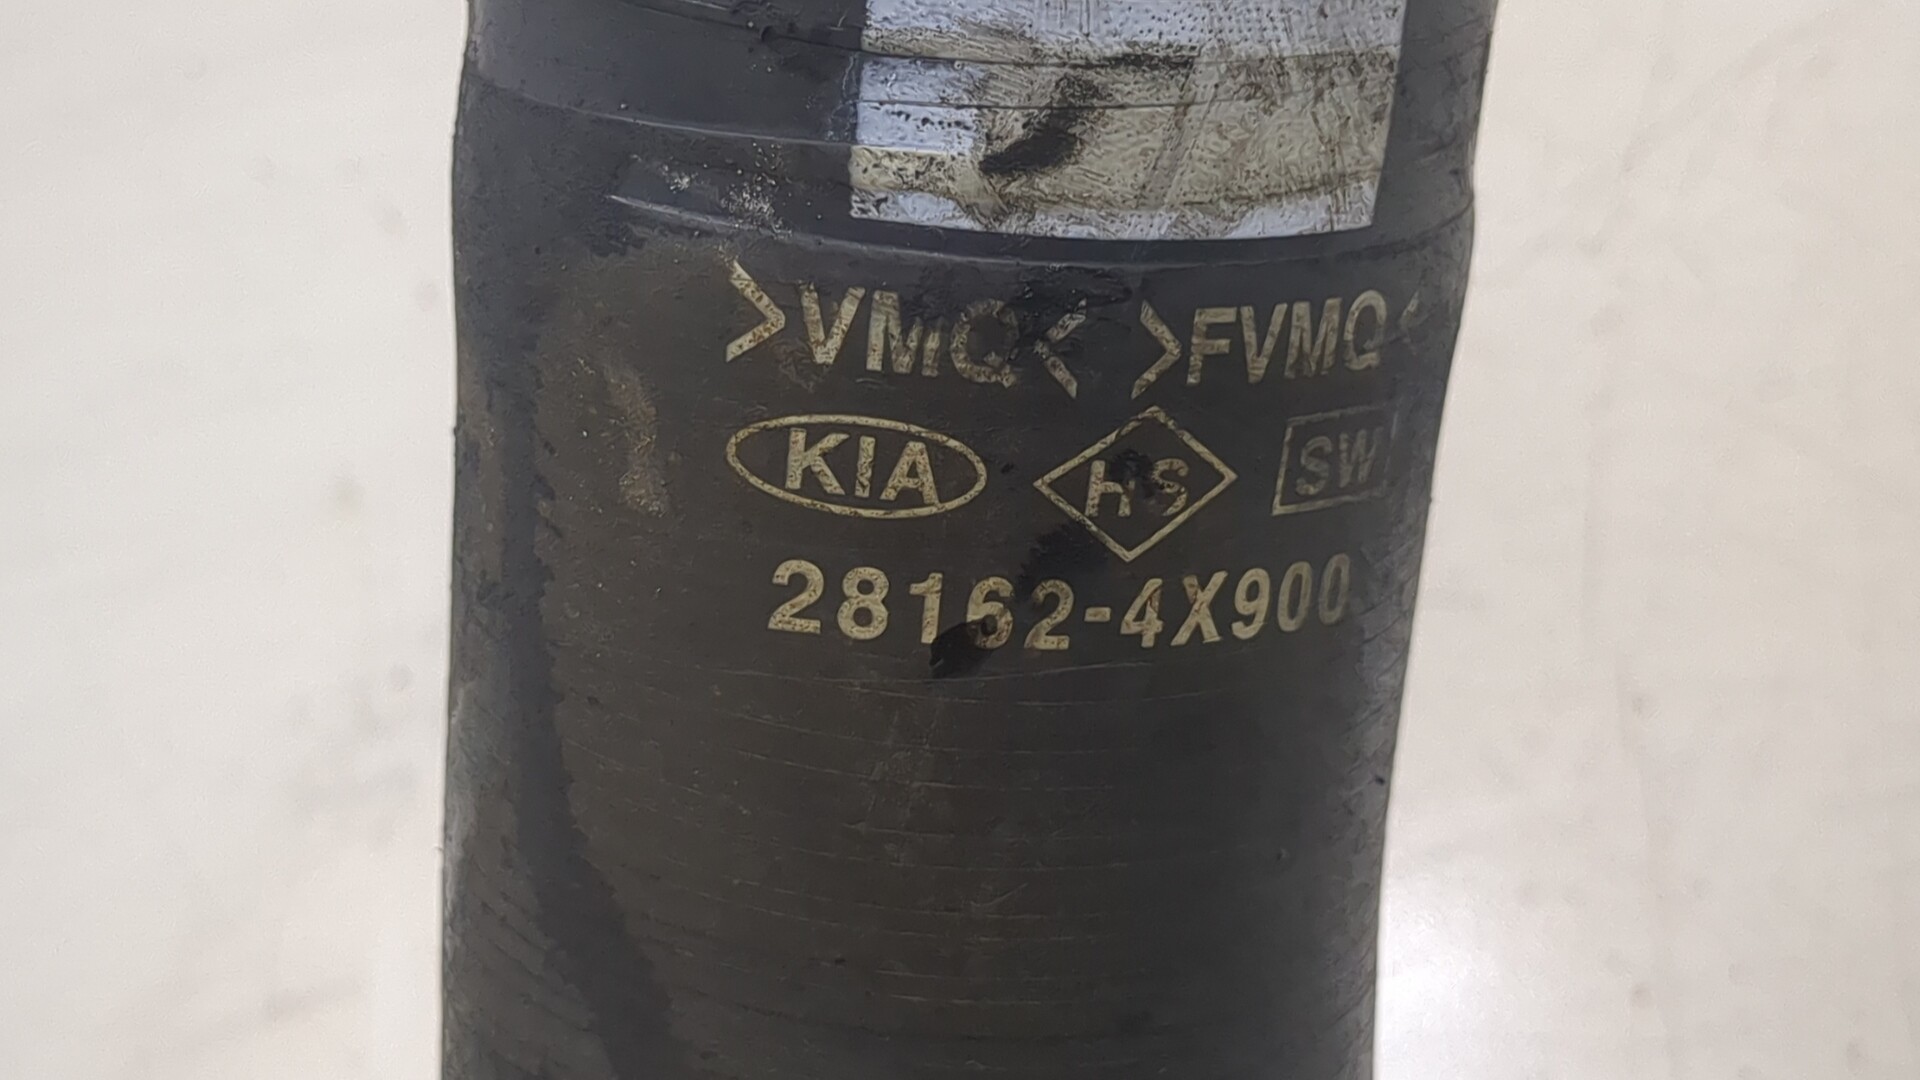 >VMQ< >FVMQ<
KIA HS SW
28162-4X900